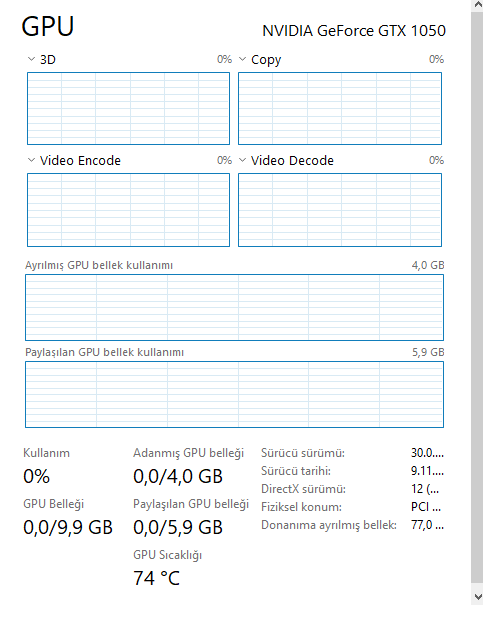 GPU NVIDIA GeForce GTX 1050
3D 0% Copy 0%
Video Encode 0% Video Decode 0%
Ayrılmış GPU bellek kullanımı 4,0 GB
Paylaşılan GPU bellek kullanımı 5,9 GB
Kullanım Adanmış GPU belleği
0% 0,0/4,0 GB
GPU Belleği Paylaşılan GPU belleği
0,0/9,9 GB 0,0/5,9 GB
GPU Sıcaklığı
74 °C
Sürücü sürümü: 30.0....
Sürücü tarihi: 9.11....
DirectX sürümü: 12 (...
Fiziksel konum: PCI ...
Donanıma ayrılmış bellek: 77,0 ...